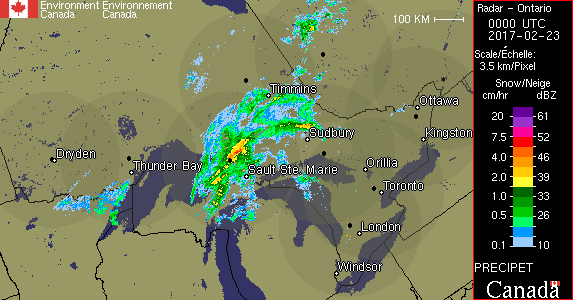 Environment Environnement
Canada Canada
100 KM
Timmins
Ottawa
Sudbury
Kingston
Dryden
Thunder Bay
Sault Ste. Marie
Orillia
Toronto
London
Windsor
Radar - Ontario
0000 UTC
2017-02-23
Scale/Échelle:
3.5 km/Pixel
Snow/Neige
cm/hr dBZ
20 61
7.5 52
4.0 46
2.0 39
1.0 33
0.5 26
0.1 10
PRECIPET
Canada